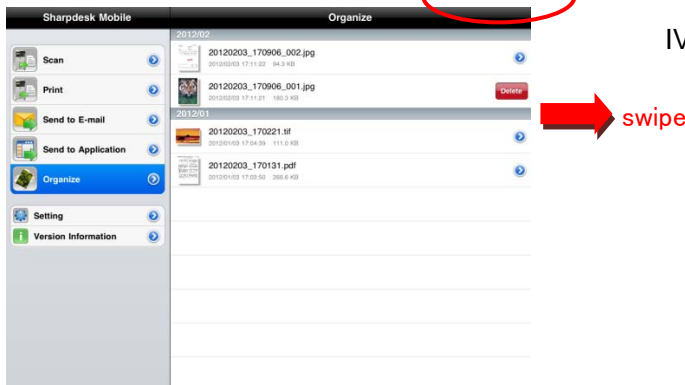 Sharpdesk Mobile
Organize
IV
2012/02
Scan
20120203_170906_002.jpg
2012/02/03 17:11:22 94.3 KB
Print
20120203_170906_001.jpg
2012/02/03 17:11:21 180.3 KB
Delete
swipe
2012/01
Send to E-mail
20120203_170221.tif
2012/01/03 17:04:39 111.0 KB
Send to Application
20120203_170131.pdf
2012/01/03 17:03:50 266.6 KB
Organize
Setting
Version Information